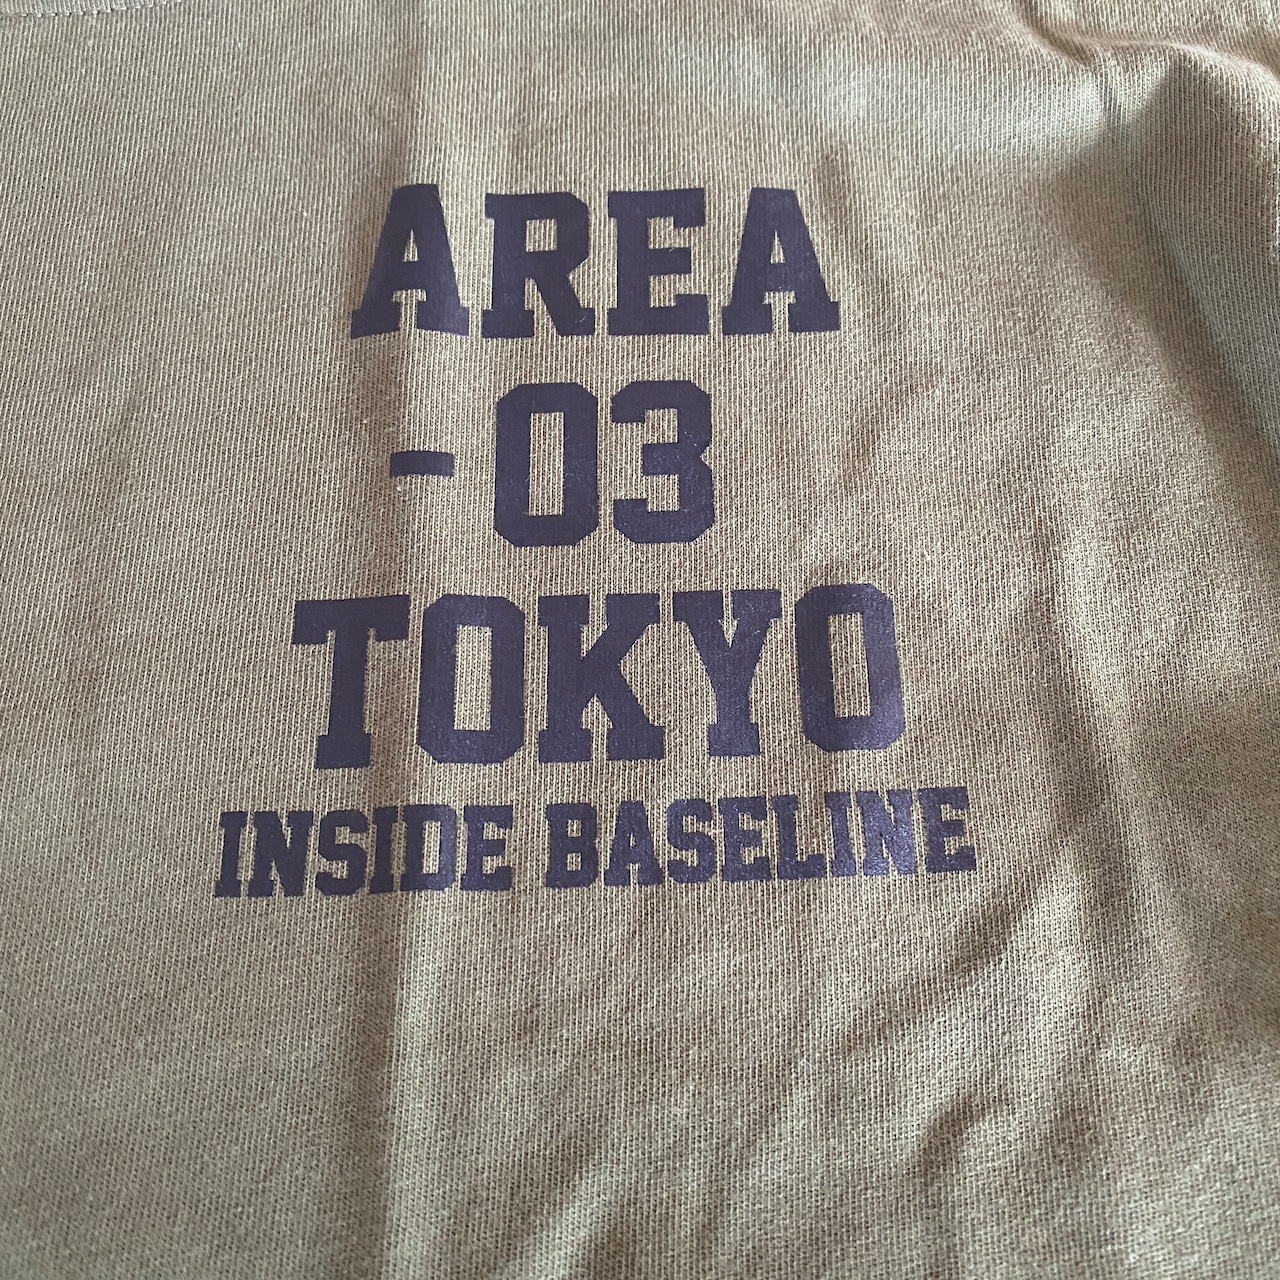 AREA
-03
TOKYO
INSIDE BASELINE